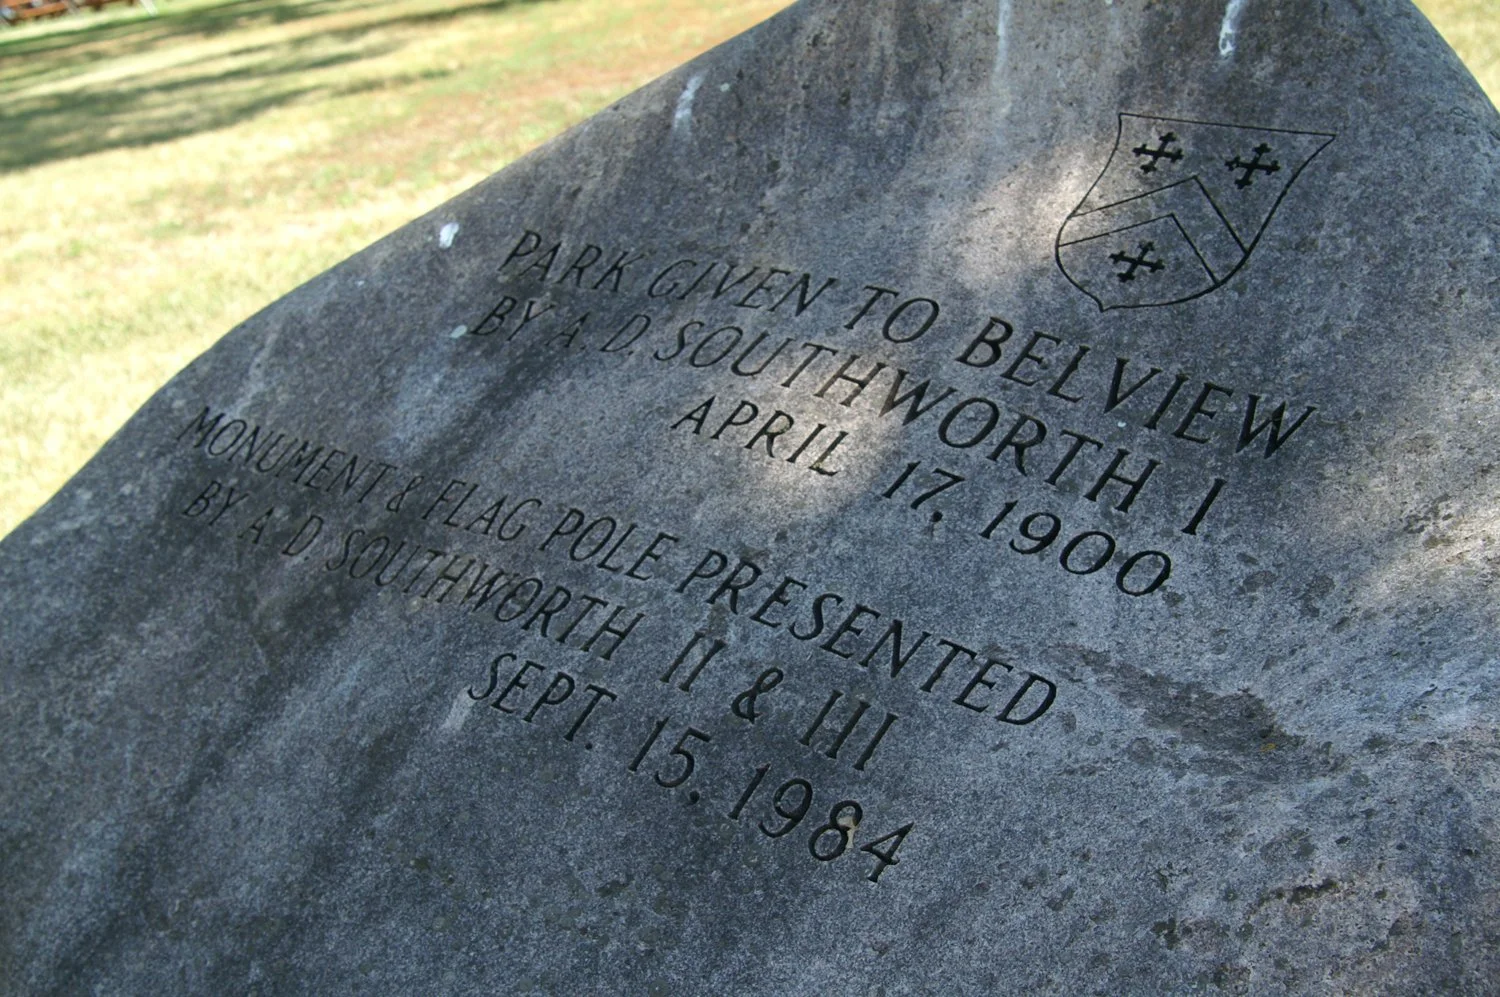 PARK GIVEN TO BELVIEW
BY A. D. SOUTHWORTH I
APRIL 17, 1900
MONUMENT & FLAG POLE PRESENTED
BY A. D. SOUTHWORTH II & III
SEPT. 15, 1984